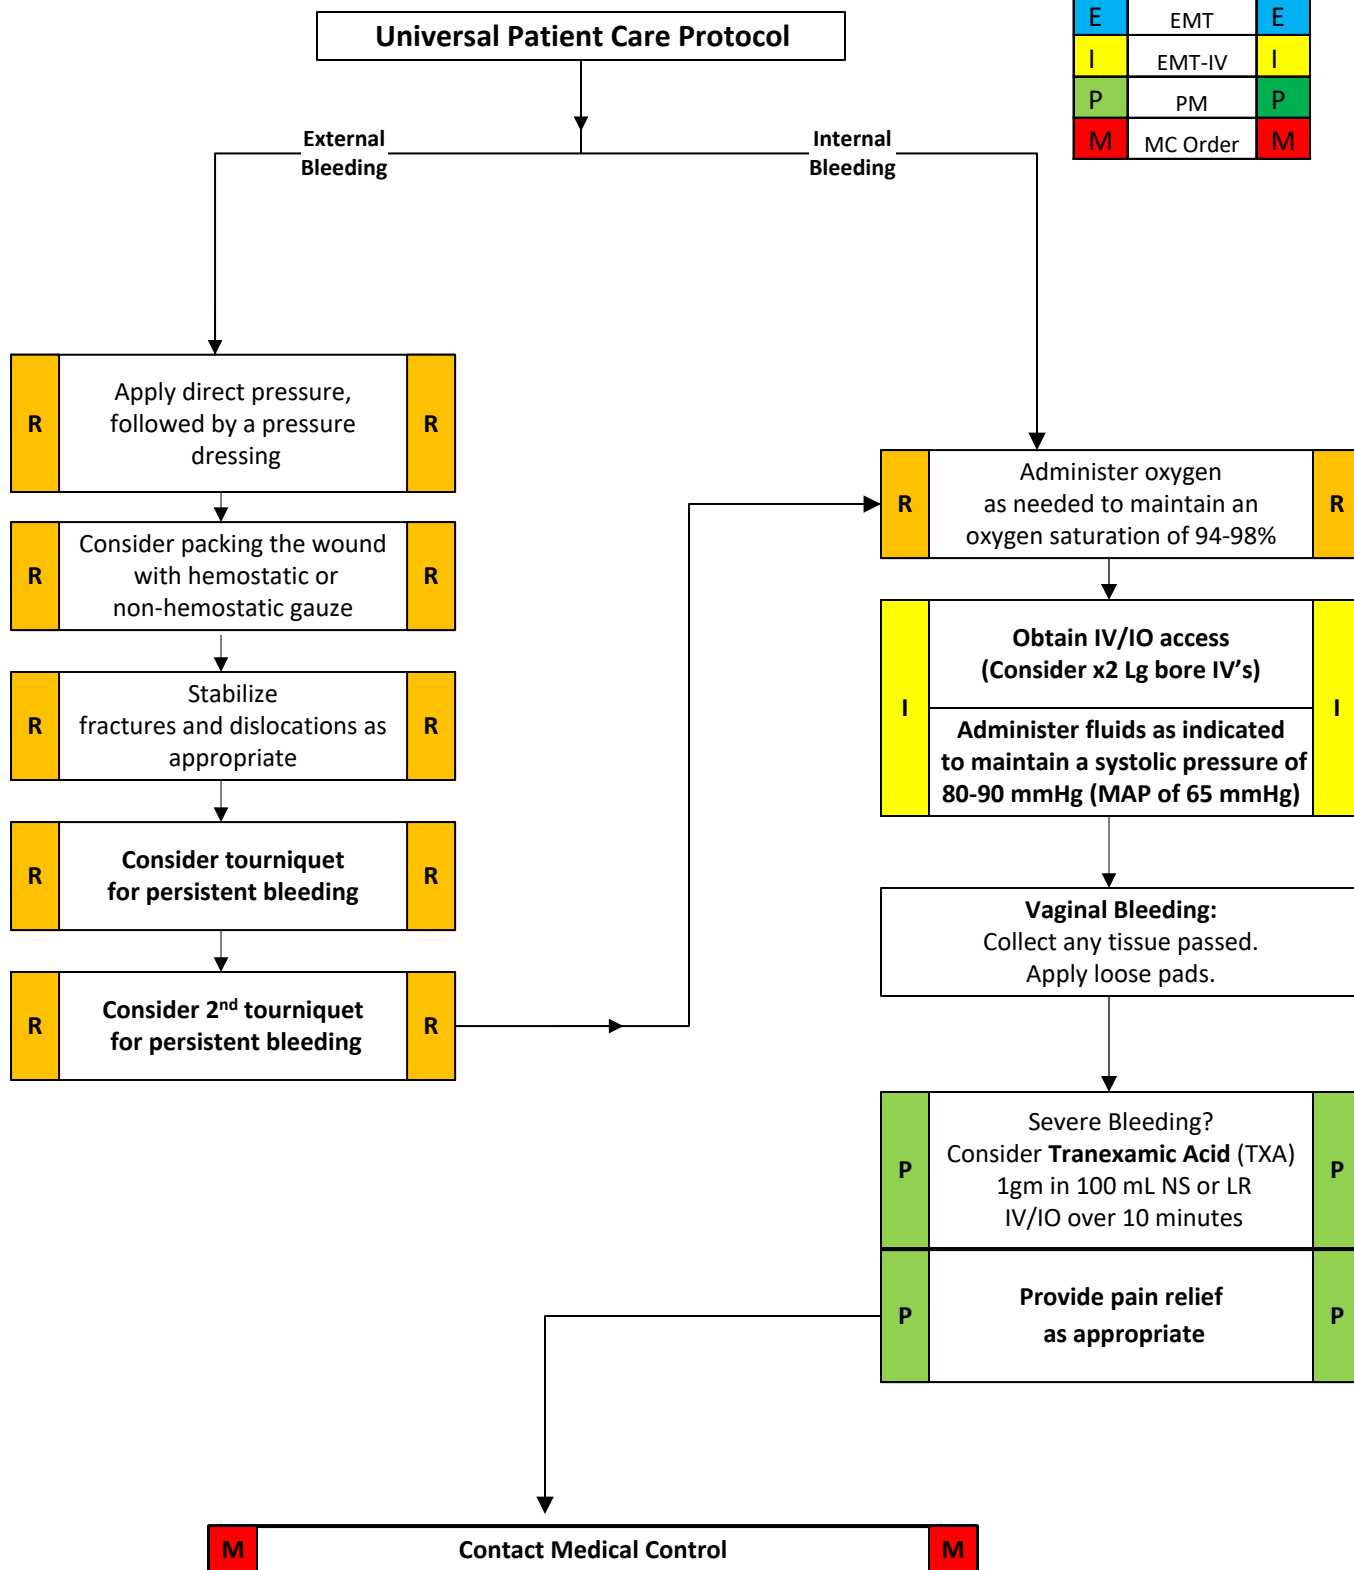 Universal Patient Care Protocol
E EMT E
I EMT-IV I
P PM P
M MC Order M
External
Bleeding
Internal
Bleeding
R R
Apply direct pressure,
followed by a pressure
dressing
R R
Consider packing the wound
with hemostatic or
non-hemostatic gauze
R R
Stabilize
fractures and dislocations as
appropriate
R R
Consider tourniquet
for persistent bleeding
R R
Consider 2nd tourniquet
for persistent bleeding
R R
Administer oxygen
as needed to maintain an
oxygen saturation of 94-98%
I I
Obtain IV/IO access
(Consider x2 Lg bore IV's)
Administer fluids as indicated
to maintain a systolic pressure of
80-90 mmHg (MAP of 65 mmHg)
Vaginal Bleeding:
Collect any tissue passed.
Apply loose pads.
P P
Severe Bleeding?
Consider Tranexamic Acid (TXA)
1gm in 100 mL NS or LR
IV/IO over 10 minutes
P P
Provide pain relief
as appropriate
M Contact Medical Control M